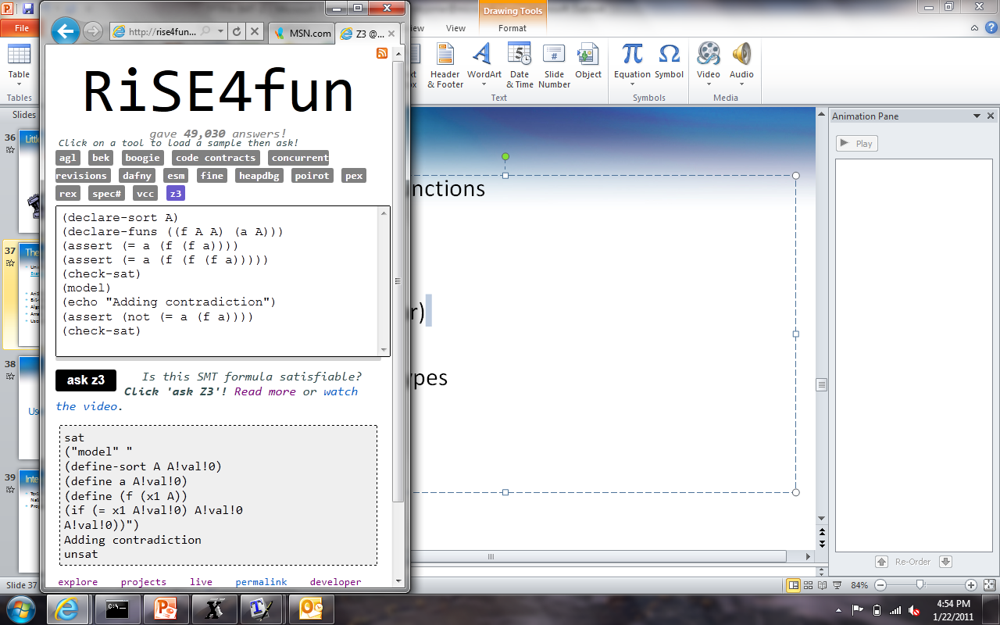 File
Table
Tables
Slides
36
Little
37
The
38
Use
39
Inte
Slide 37
http://rise4fun...
MSN.com
Z3 @...
RiSE4fun
gave 49,030 answers!
Click on a tool to load a sample then ask!
agl bek boogie code contracts concurrent
revisions dafny esm fine heapdbg poirot pex
rex spec# vcc z3
(declare-sort A)
(declare-funs ((f A A) (a A)))
(assert (= a (f (f a))))
(assert (= a (f (f (f a)))))
(check-sat)
(model)
(echo "Adding contradiction")
(assert (not (= a (f a))))
(check-sat)
ask z3
Is this SMT formula satisfiable?
Click 'ask Z3'! Read more or watch
the video.
sat
("model" "
(define-sort A A!val!0)
(define a A!val!0)
(define (f (x1 A))
(if (= x1 A!val!0) A!val!0
A!val!0))")
Adding contradiction
unsat
explore projects live permalink developer
Drawing Tools
View Format
Header
& Footer
WordArt
Date
& Time
Slide
Number
Object
Equation
Symbol
Video
Audio
Text
Symbols
Media
nctions
r)
ypes
Animation Pane
Play
Re-Order
84%
4:54 PM
1/22/2011